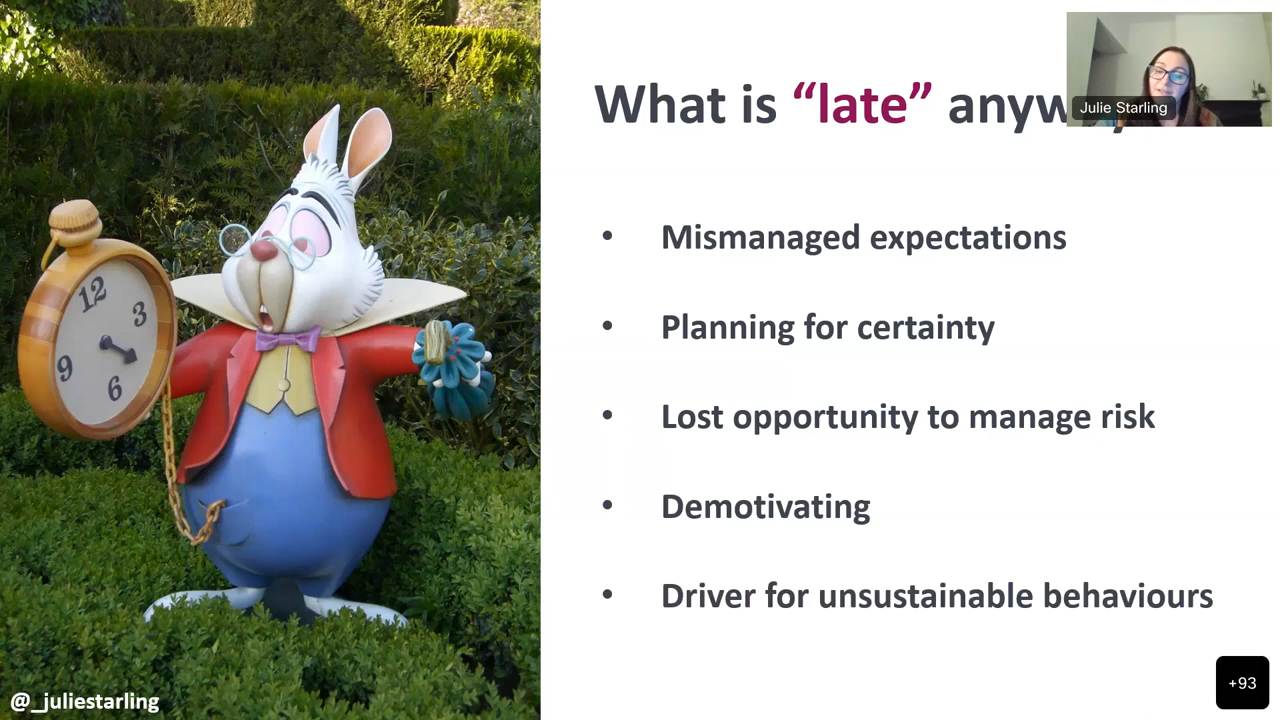 What is “late” anyw
Julie Starling
• Mismanaged expectations
• Planning for certainty
• Lost opportunity to manage risk
• Demotivating
• Driver for unsustainable behaviours
12
3
9
6
@_juliestarling
+93